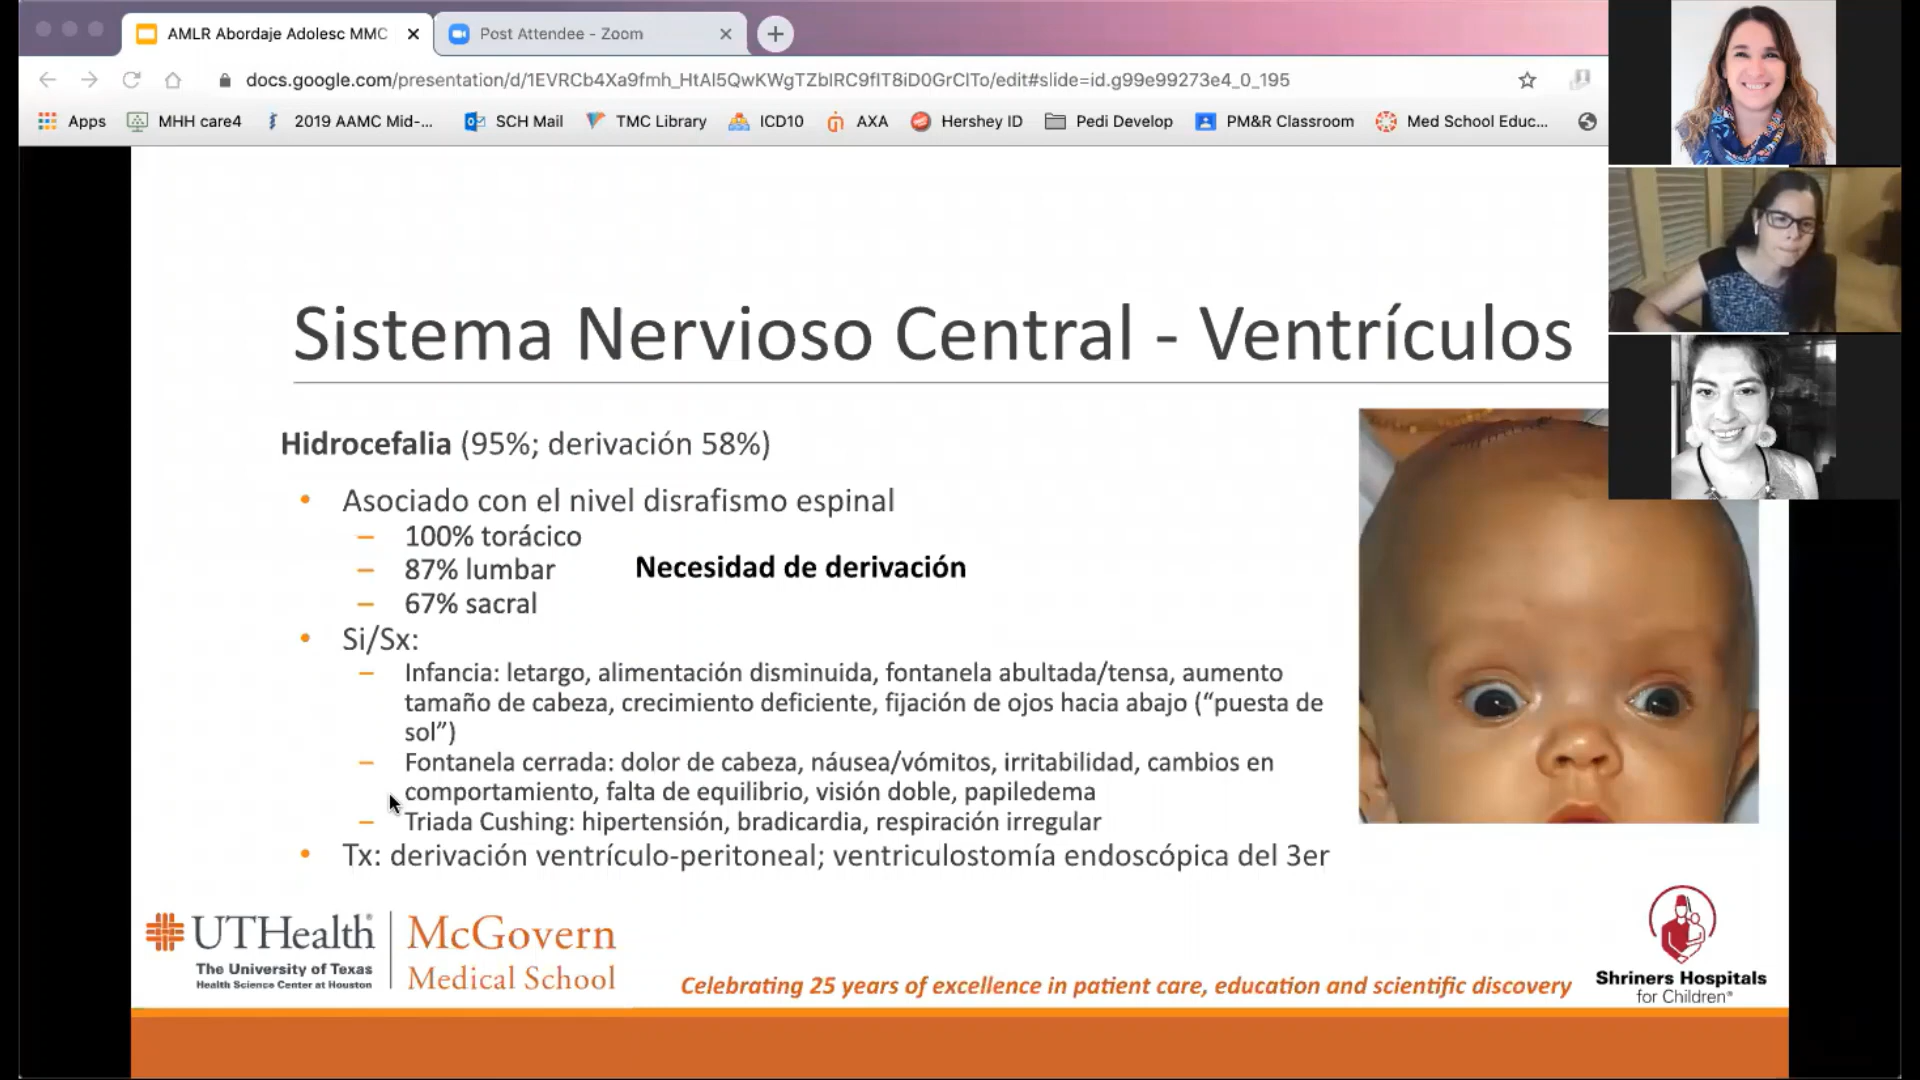 AMLR Abordaje Adolesc MMC
Post Attendee - Zoom
docs.google.com/presentation/d/1EVRCb4Xa9fmh_HtAl5QwKWgTZblRC9flT8iD0GrClTo/edit#slide=id.g99e99273e4_0_195
Apps MHH care4 2019 AAMC Mid-... SCH Mail TMC Library ICD10 AXA Hershey ID Pedi Develop PM&R Classroom Med School Educ...
Sistema Nervioso Central - Ventrículos
Hidrocefalia (95%; derivación 58%)
• Asociado con el nivel disrafismo espinal
– 100% torácico
– 87% lumbar
Necesidad de derivación
– 67% sacral
• Si/Sx:
– Infancia: letargo, alimentación disminuida, fontanela abultada/tensa, aumento
tamaño de cabeza, crecimiento deficiente, fijación de ojos hacia abajo (“puesta de
sol”)
– Fontanela cerrada: dolor de cabeza, náusea/vómitos, irritabilidad, cambios en
comportamiento, falta de equilibrio, visión doble, papiledema
– Triada Cushing: hipertensión, bradicardia, respiración irregular
• Tx: derivación ventrículo-peritoneal; ventriculostomía endoscópica del 3er
UTHealth®
The University of Texas
Health Science Center at Houston
McGovern
Medical School
Celebrating 25 years of excellence in patient care, education and scientific discovery
Shriners Hospitals
for Children®